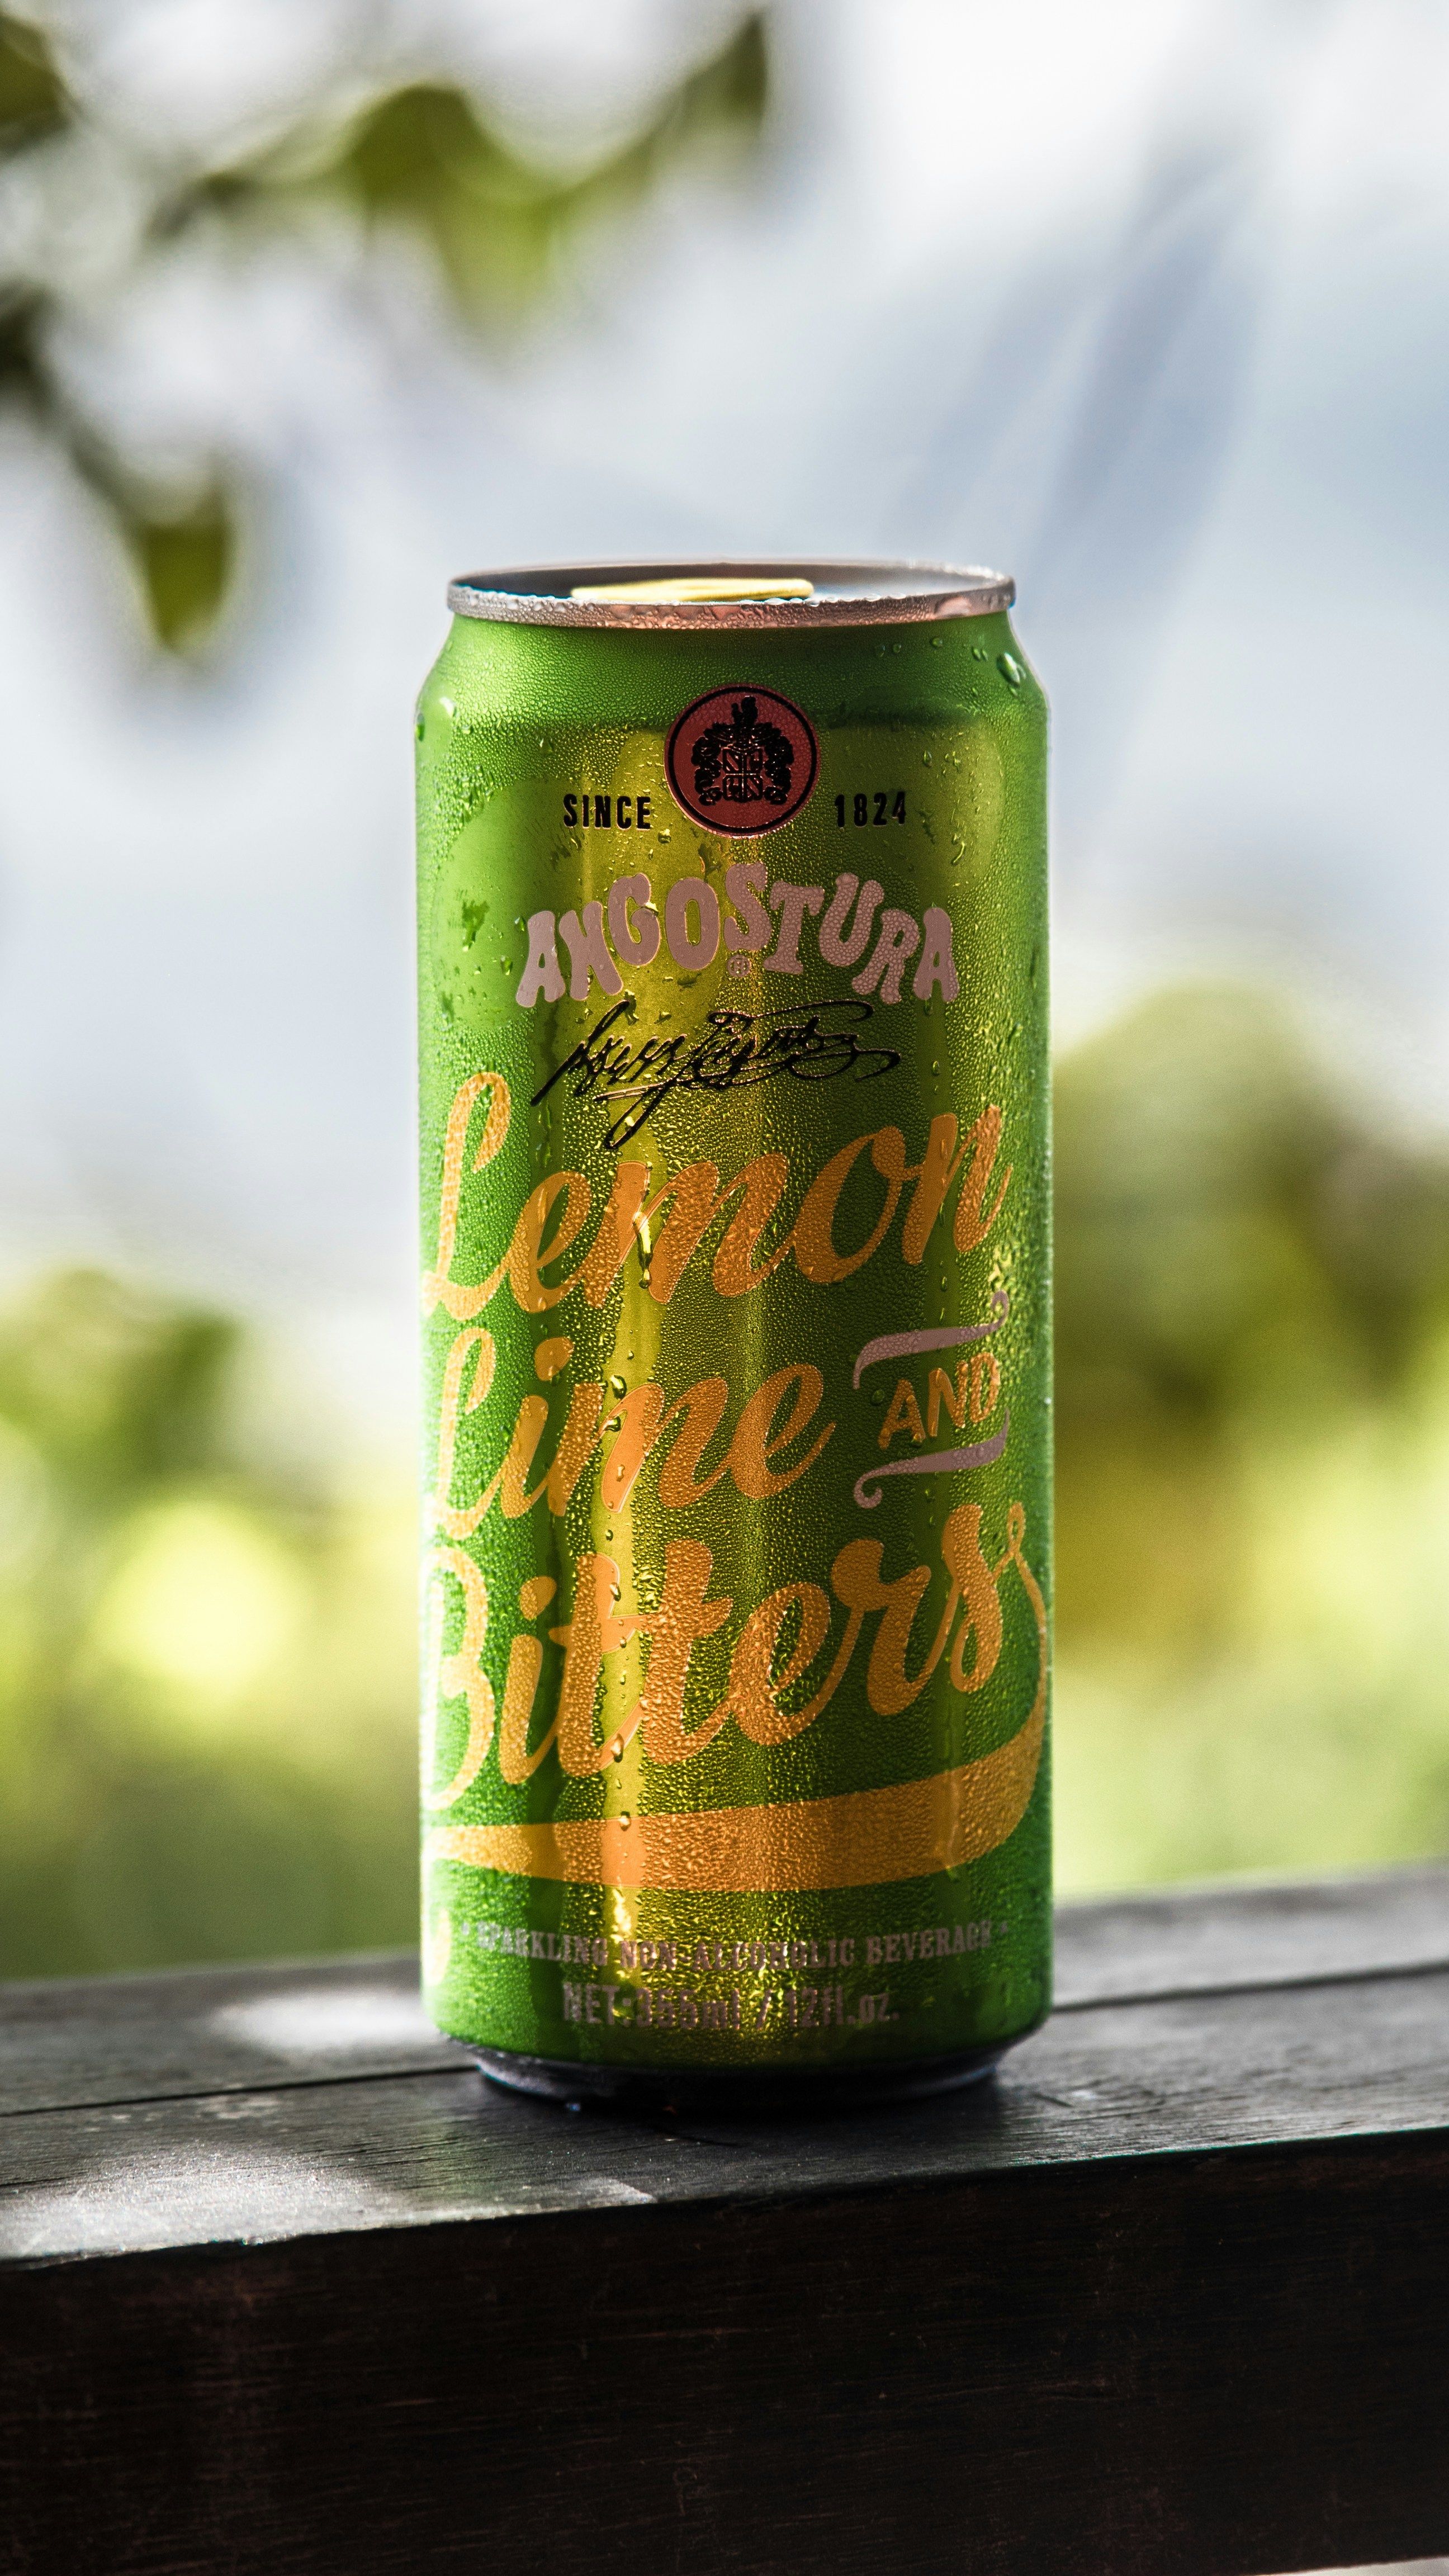 SINCE 1824
ANGOSTURA®
Lemon
Lime AND
Bitters
• SPARKLING NON-ALCOHOLIC BEVERAGE •
NET:355ml / 12fl.oz.